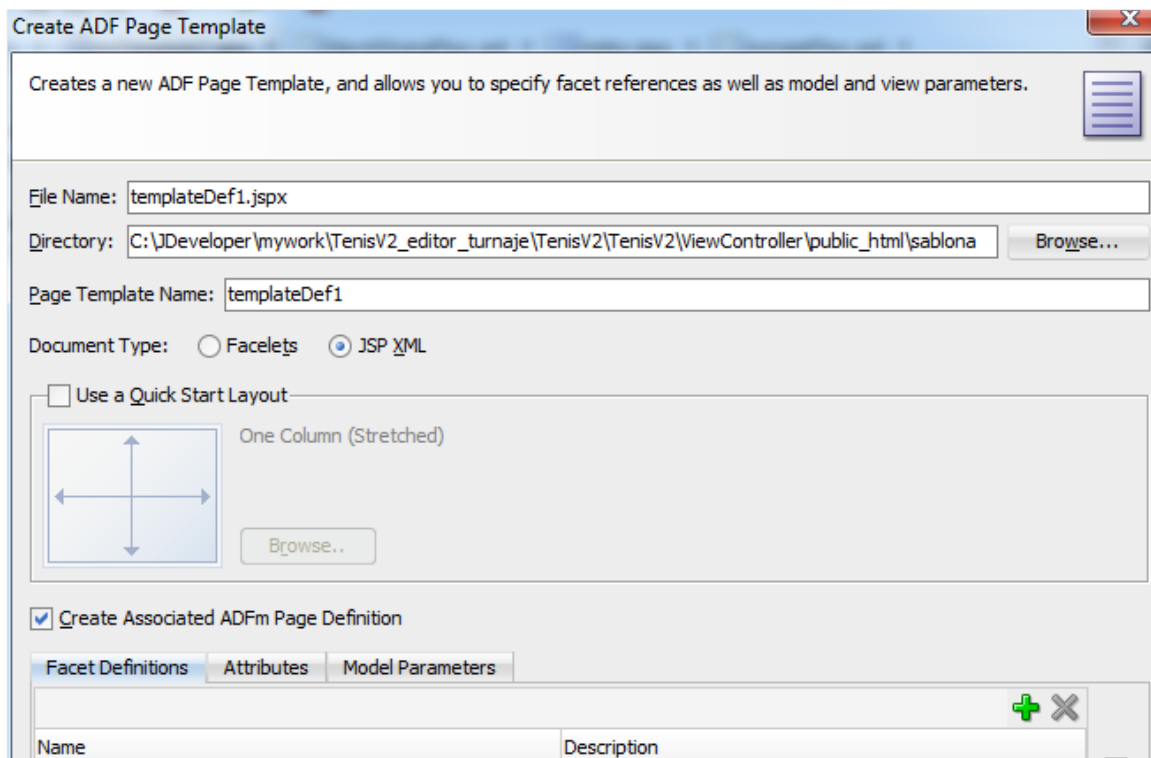 Create ADF Page Template
Creates a new ADF Page Template, and allows you to specify facet references as well as model and view parameters.
File Name: templateDef1.jspx
Directory: C:\JDeveloper\mywork\TenisV2_editor_turnaje\TenisV2\TenisV2\ViewController\public_html\sablona Browse...
Page Template Name: templateDef1
Document Type: Facelets JSP XML
Use a Quick Start Layout
One Column (Stretched)
Browse..
Create Associated ADFm Page Definition
Facet Definitions Attributes Model Parameters
Name Description